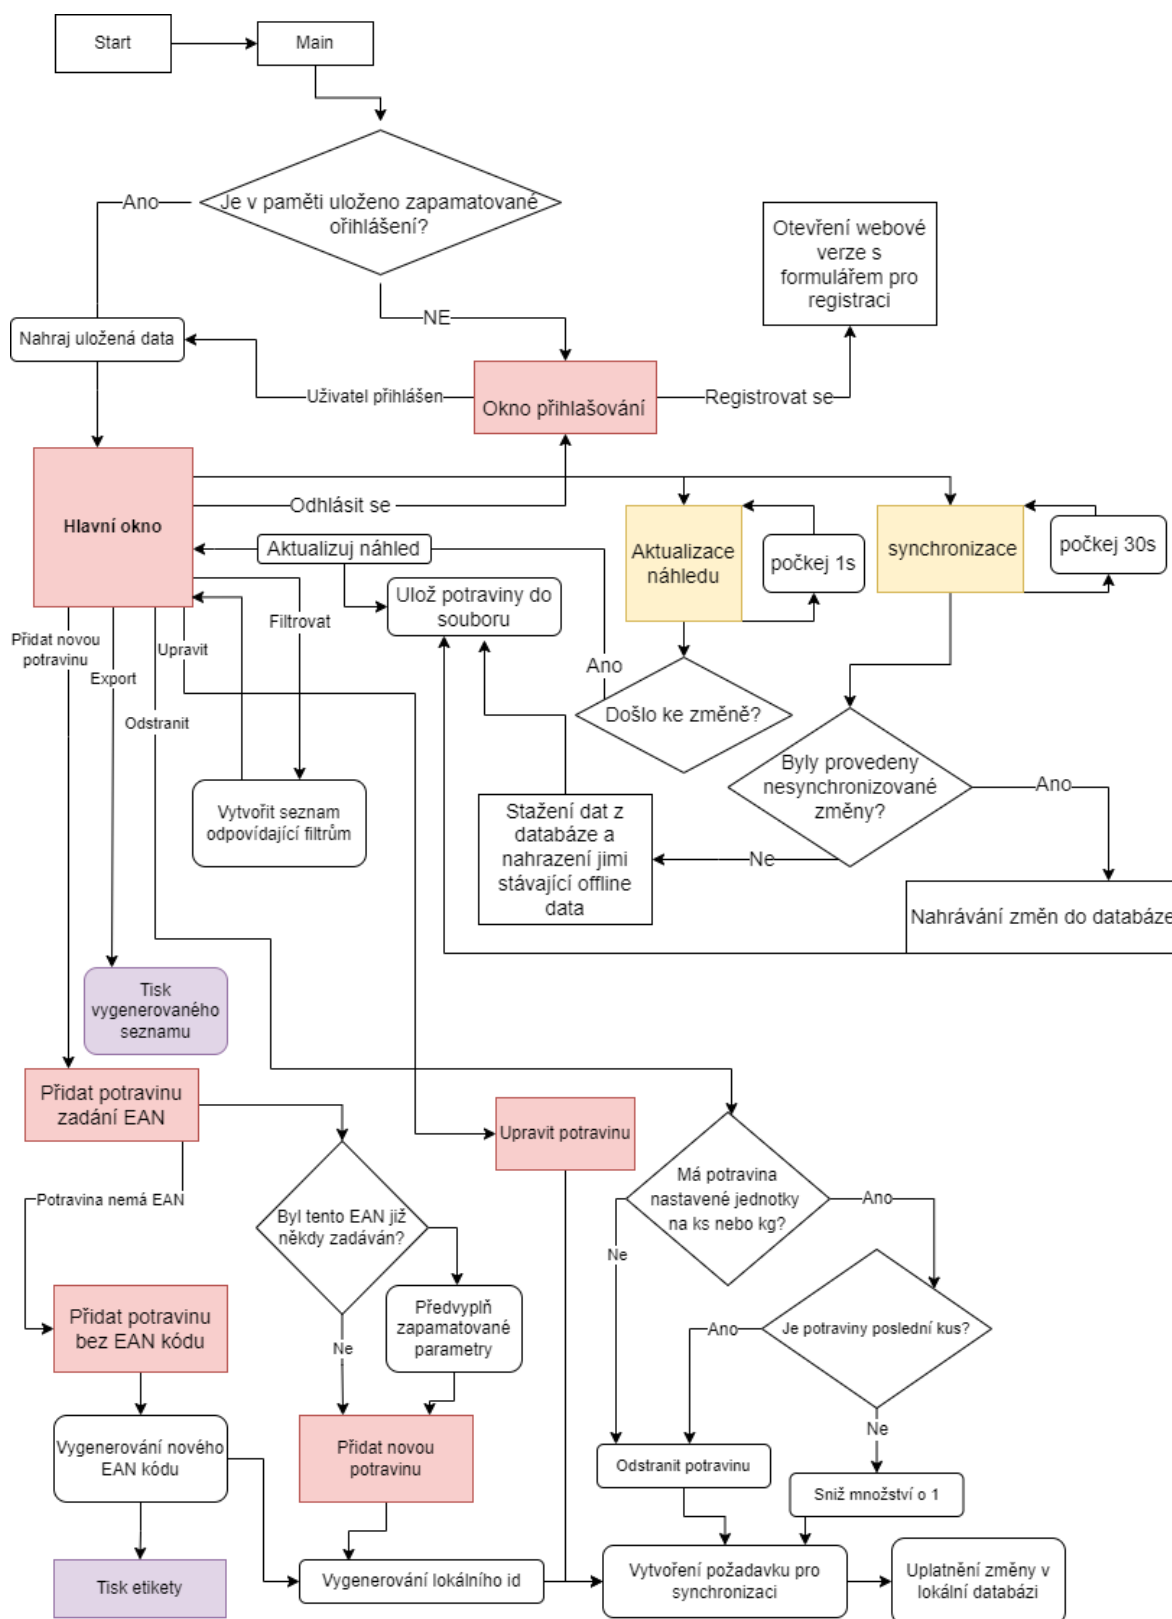 Start
Main
Je v paměti uloženo zapamatované
ořihlášení?
Ano
NE
Otevření webové
verze s
formulářem pro
registraci
Nahraj uložená data
Uživatel přihlášen
Okno přihlašování
Registrovat se
Hlavní okno
Odhlásit se
Aktualizuj náhled
Aktualizace
náhledu
počkej 1s
synchronizace
počkej 30s
Ulož potraviny do
souboru
Filtrovat
Přidat novou
potravinu
Upravit
Export
Odstranit
Ano
Došlo ke změně?
Byly provedeny
nesynchronizované
změny?
Ano
Ne
Vytvořit seznam
odpovídající filtrům
Stažení dat z
databáze a
nahrazení jimi
stávající offline
data
Nahrávání změn do databáze
Tisk
vygenerovaného
seznamu
Přidat potravinu
zadání EAN
Upravit potravinu
Má potravina
nastavené jednotky
na ks nebo kg?
Ano
Ne
Potravina nemá EAN
Byl tento EAN již
někdy zadáván?
Přidat potravinu
bez EAN kódu
Předvyplň
zapamatované
parametry
Ne
Ano
Je potraviny poslední kus?
Ne
Vygenerování nového
EAN kódu
Přidat novou
potravinu
Odstranit potravinu
Sniž množství o 1
Tisk etikety
Vygenerování lokálního id
Vytvoření požadavku pro
synchronizaci
Uplatnění změny v
lokální databázi